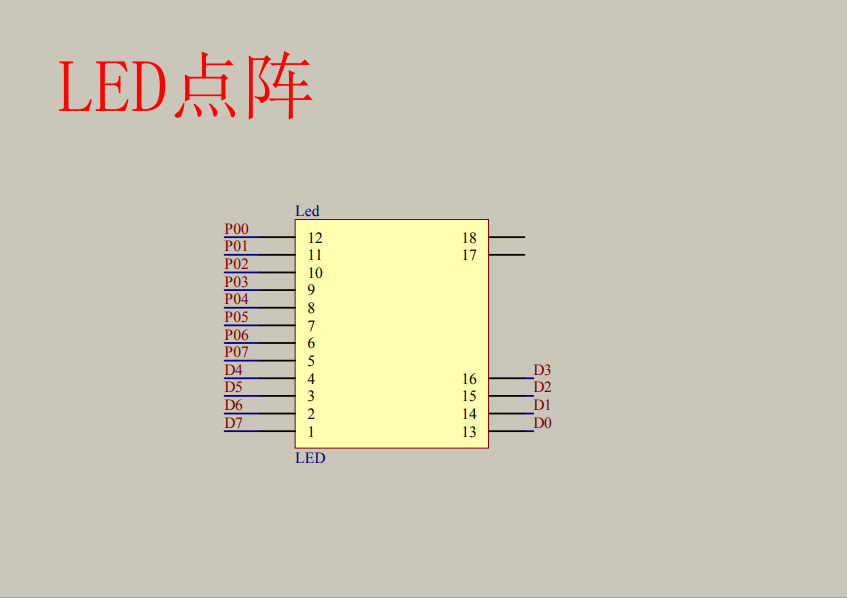 LED点阵
Led
P00 12 18
P01 11 17
P02 10
P03 9
P04 8
P05 7
P06 6
P07 5
D4 4 16 D3
D5 3 15 D2
D6 2 14 D1
D7 1 13 D0
LED